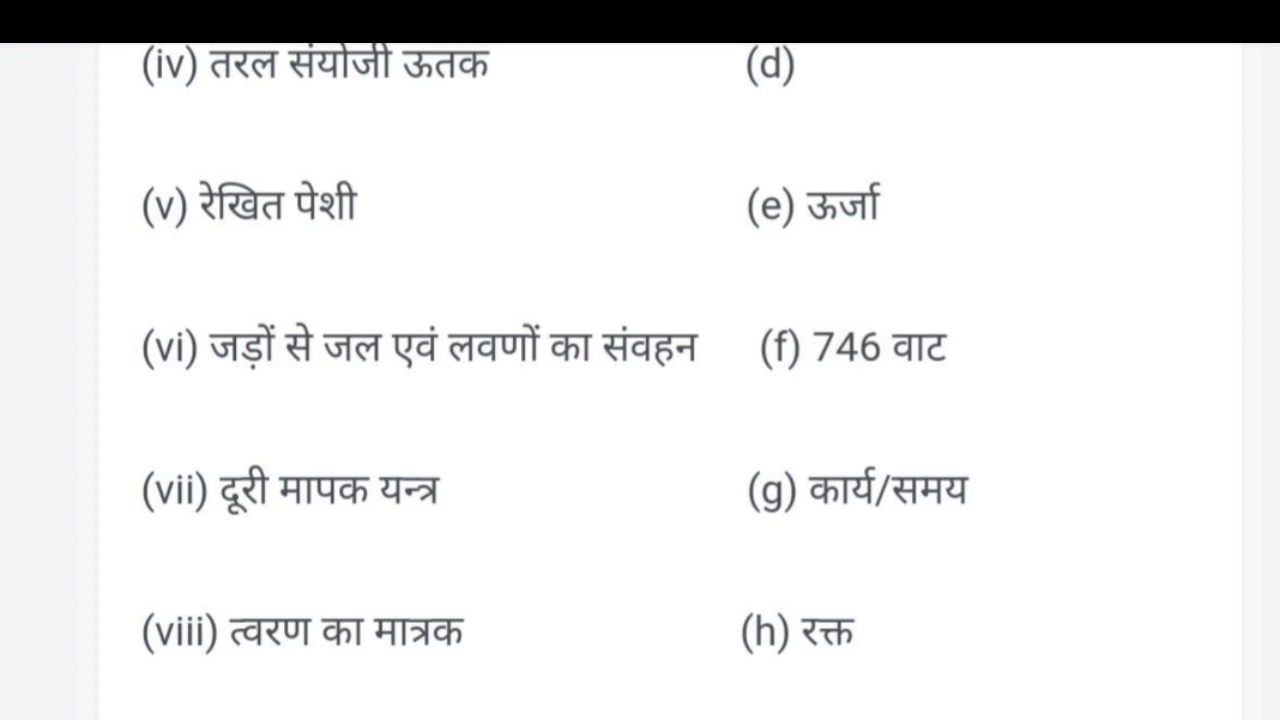 (iv) तरल संयोजी ऊतक (d)
(v) रेखित पेशी (e) ऊर्जा
(vi) जड़ों से जल एवं लवणों का संवहन (f) 746 वाट
(vii) दूरी मापक यन्त्र (g) कार्य/समय
(viii) त्वरण का मात्रक (h) रक्त